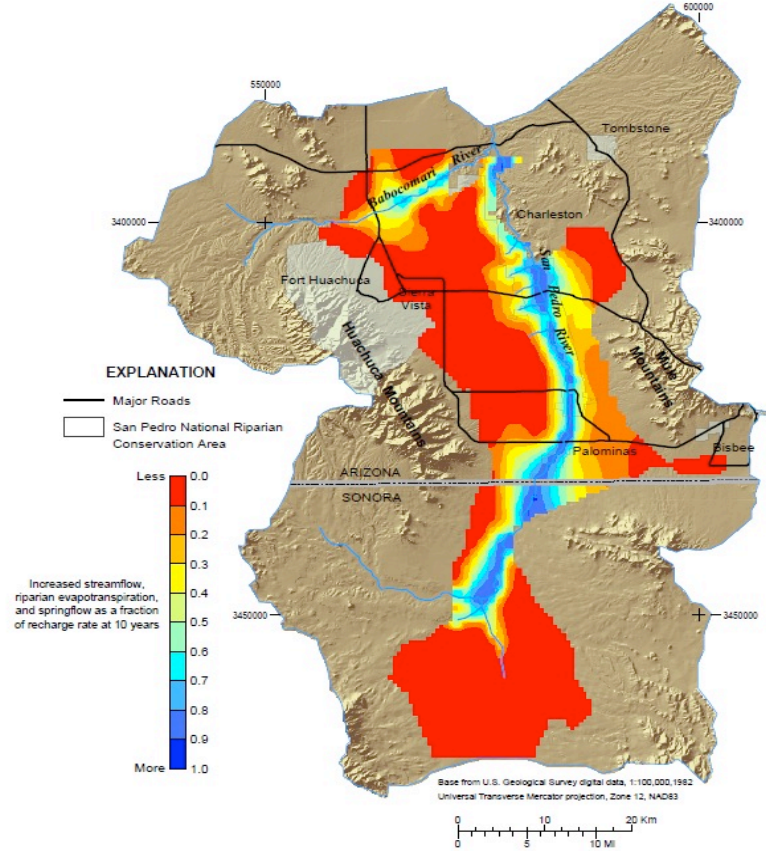 600000
550000
Tombstone
Babocomari River
3400000
3400000
Charleston
San Pedro River
Fort Huachuca
Sierra
Vista
Huachuca Mountains
Mule
Mountains
EXPLANATION
Major Roads
San Pedro National Riparian
Conservation Area
Palominas
Bisbee
ARIZONA
SONORA
Less
0.0
0.1
0.2
0.3
0.4
0.5
0.6
0.7
0.8
0.9
1.0
More
Increased streamflow,
riparian evapotranspiration,
and springflow as a fraction
of recharge rate at 10 years
3450000
3450000
Base from U.S. Geological Survey digital data, 1:100,000,1982
Universal Transverse Mercator projection, Zone 12, NAD83
0 10 20 Km
0 5 10 MI